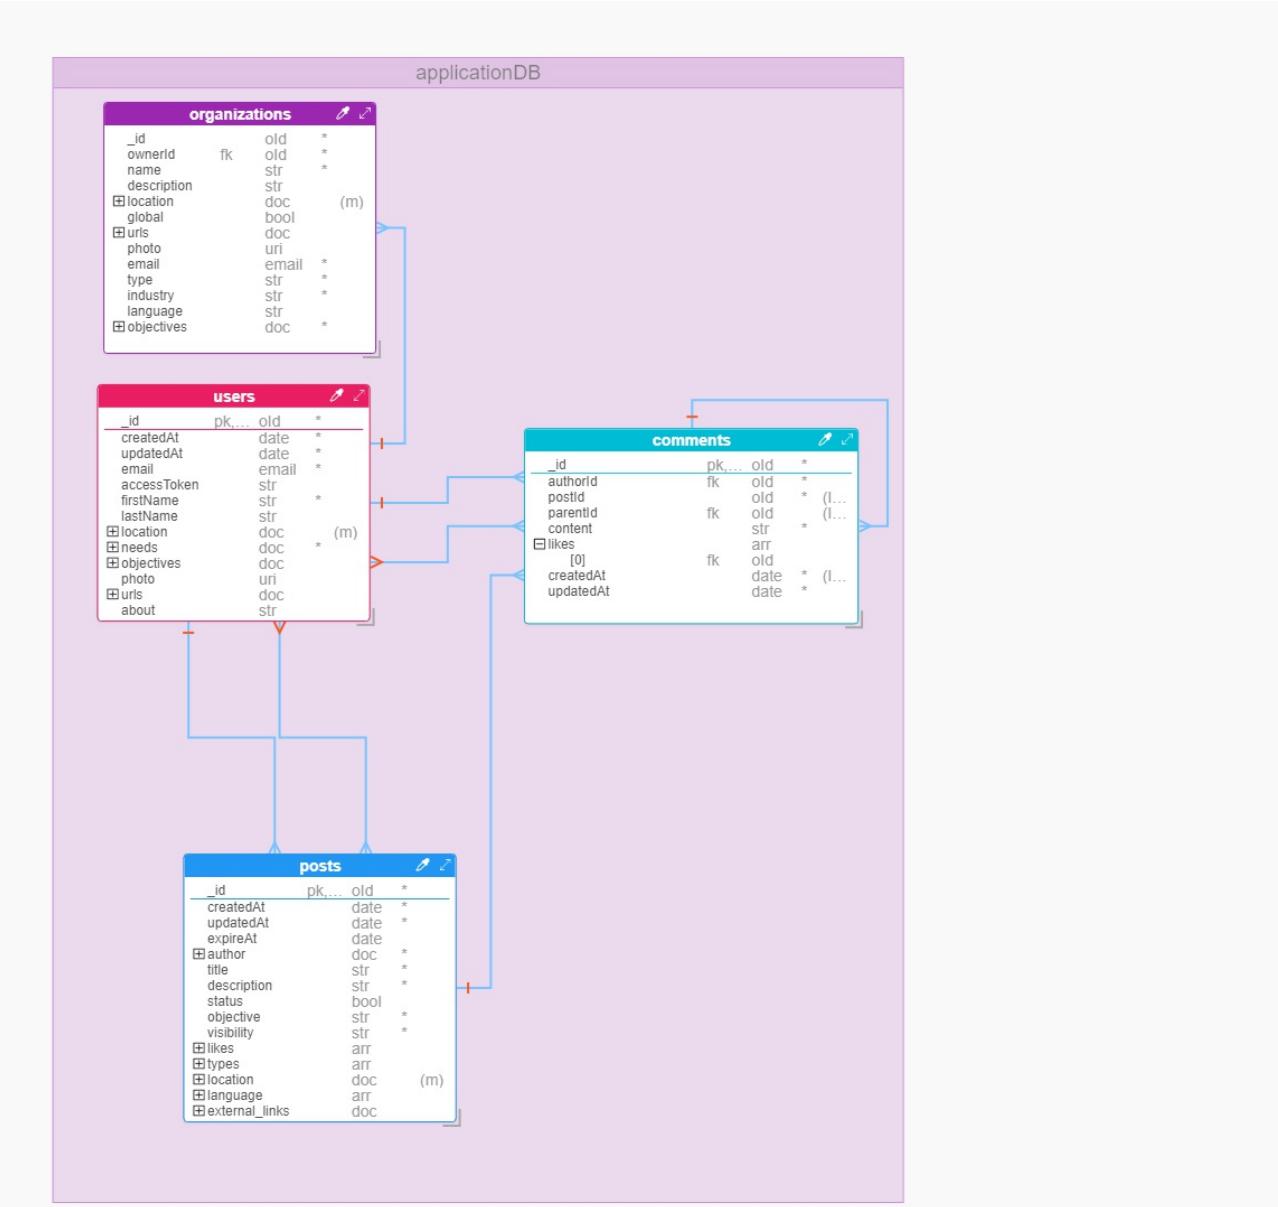 applicationDB
organizations
_id oId *
ownerId fk oId *
name str *
description str
location doc (m)
global bool
urls doc
photo uri
email email *
type str *
industry str *
language str
objectives doc *
users
_id pk,... oId *
createdAt date *
updatedAt date *
email email *
accessToken str
firstName str *
lastName str
location doc (m)
needs doc *
objectives doc
photo uri
urls doc
about str
comments
_id pk,... oId *
authorId fk oId *
postId oId * (I...
parentId fk oId (I...
content str *
likes arr
[0] fk oId
createdAt date * (I...
updatedAt date *
posts
_id pk,... oId *
createdAt date *
updatedAt date *
expireAt date
author doc *
title str *
description str *
status bool
objective str *
visibility str *
likes arr
types arr
location doc (m)
language arr
external_links doc